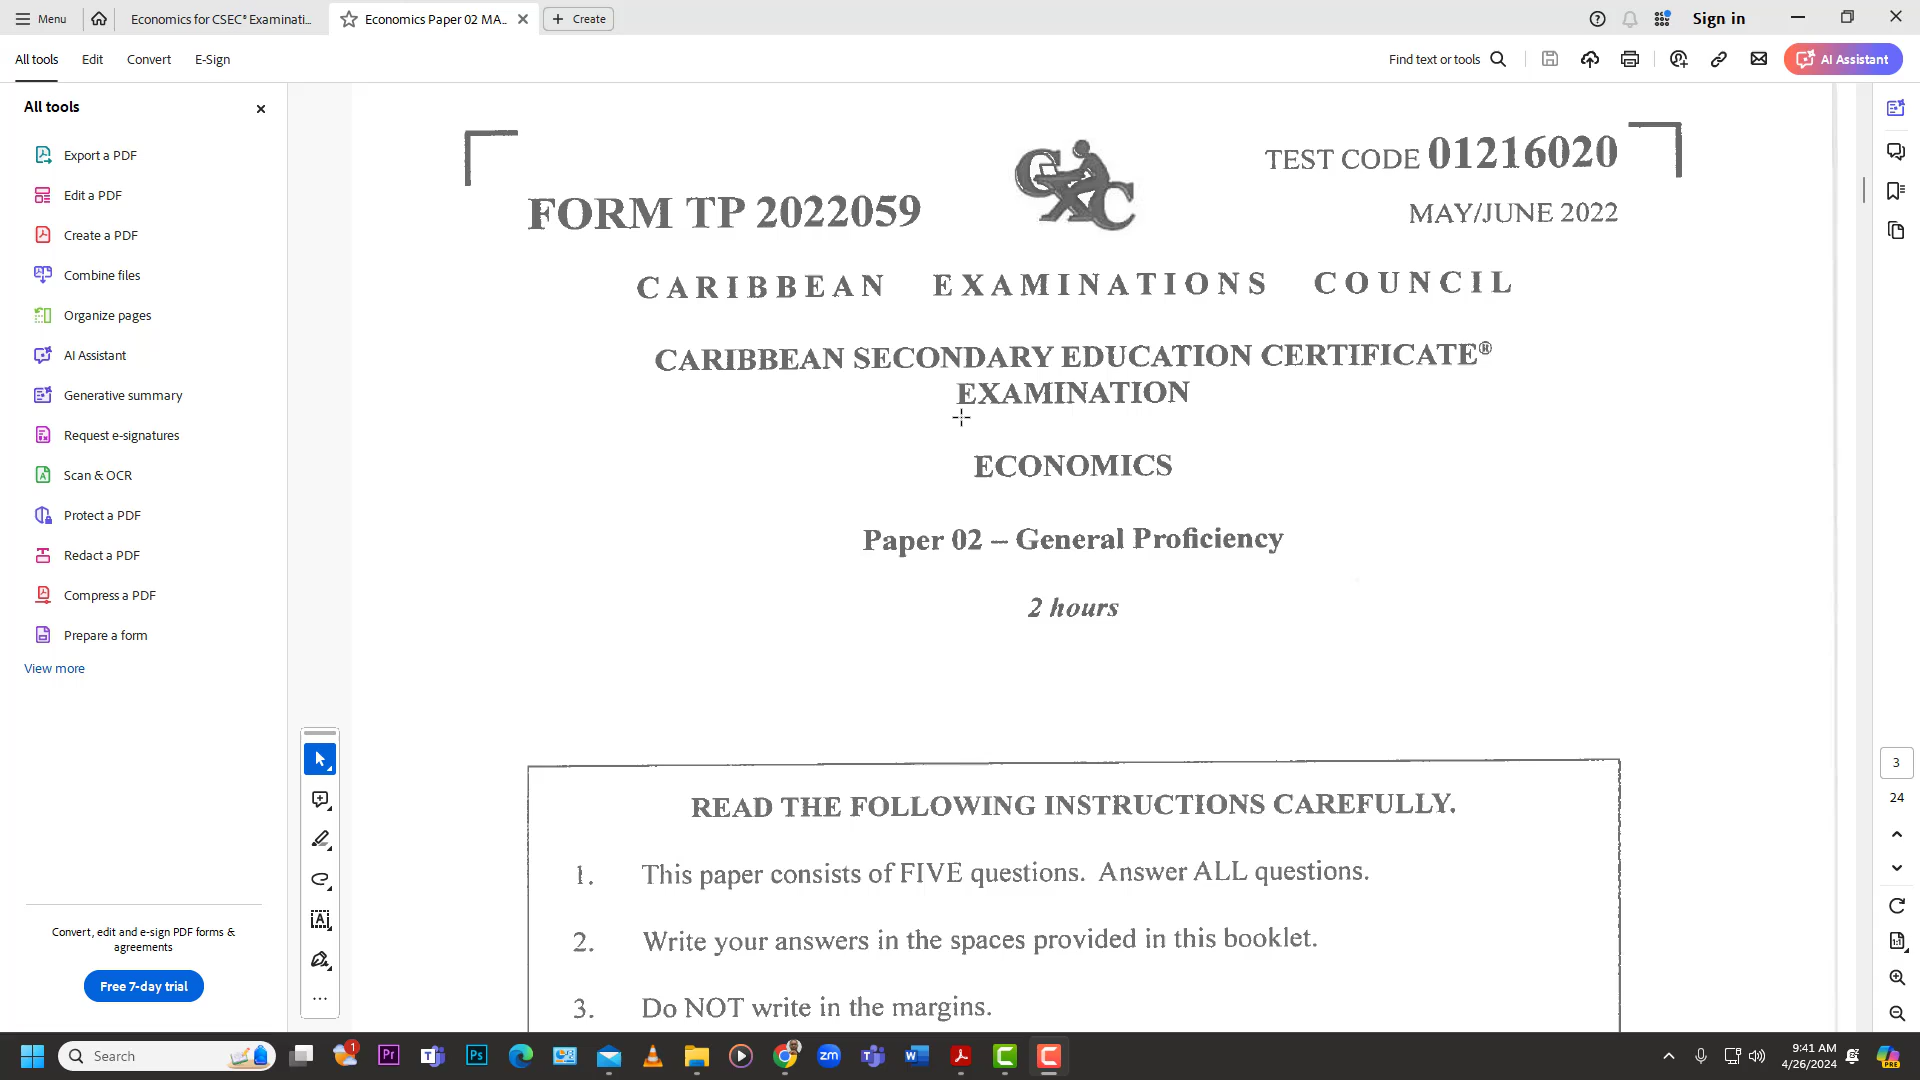 Menu
Economics for CSEC® Examinati...
Economics Paper 02 MA...
Create
Sign in
All tools
Edit
Convert
E-Sign
Find text or tools
AI Assistant
All tools
Export a PDF
Edit a PDF
Create a PDF
Combine files
Organize pages
AI Assistant
Generative summary
Request e-signatures
Scan & OCR
Protect a PDF
Redact a PDF
Compress a PDF
Prepare a form
View more
Convert, edit and e-sign PDF forms &
agreements
Free 7-day trial
TEST CODE 01216020
FORM TP 2022059
CXC
MAY/JUNE 2022
CARIBBEAN EXAMINATIONS COUNCIL
CARIBBEAN SECONDARY EDUCATION CERTIFICATE®
EXAMINATION
ECONOMICS
Paper 02 – General Proficiency
2 hours
READ THE FOLLOWING INSTRUCTIONS CAREFULLY.
1. This paper consists of FIVE questions. Answer ALL questions.
2. Write your answers in the spaces provided in this booklet.
3. Do NOT write in the margins.
3
24
Search
1
Pr
Ps
zm
9:41 AM
4/26/2024
PRE